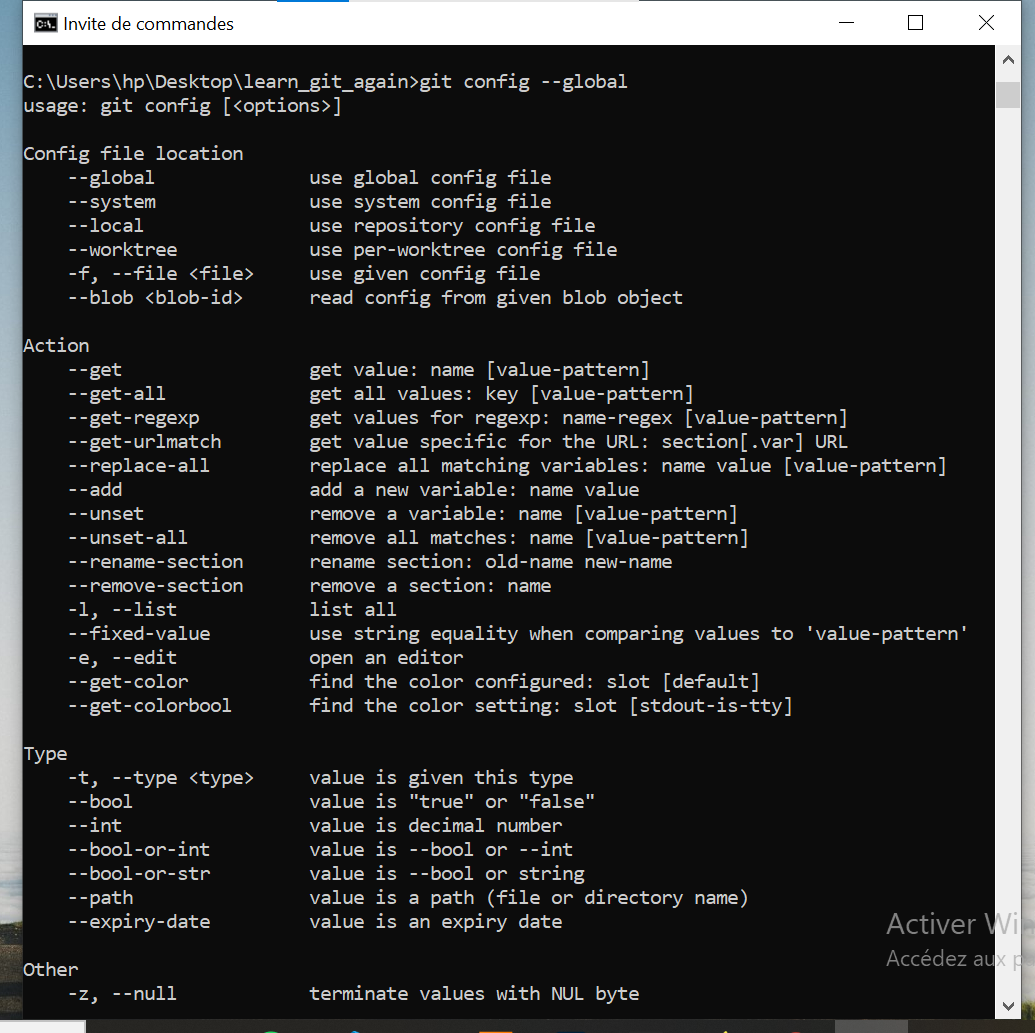 Invite de commandes
C:\Users\hp\Desktop\learn_git_again>git config --global
usage: git config [<options>]
Config file location
--global use global config file
--system use system config file
--local use repository config file
--worktree use per-worktree config file
-f, --file <file> use given config file
--blob <blob-id> read config from given blob object
Action
--get get value: name [value-pattern]
--get-all get all values: key [value-pattern]
--get-regexp get values for regexp: name-regex [value-pattern]
--get-urlmatch get value specific for the URL: section[.var] URL
--replace-all replace all matching variables: name value [value-pattern]
--add add a new variable: name value
--unset remove a variable: name [value-pattern]
--unset-all remove all matches: name [value-pattern]
--rename-section rename section: old-name new-name
--remove-section remove a section: name
-l, --list list all
--fixed-value use string equality when comparing values to 'value-pattern'
-e, --edit open an editor
--get-color find the color configured: slot [default]
--get-colorbool find the color setting: slot [stdout-is-tty]
Type
-t, --type <type> value is given this type
--bool value is "true" or "false"
--int value is decimal number
--bool-or-int value is --bool or --int
--bool-or-str value is --bool or string
--path value is a path (file or directory name)
--expiry-date value is an expiry date
Activer Wi
Accédez aux p
Other
-z, --null terminate values with NUL byte